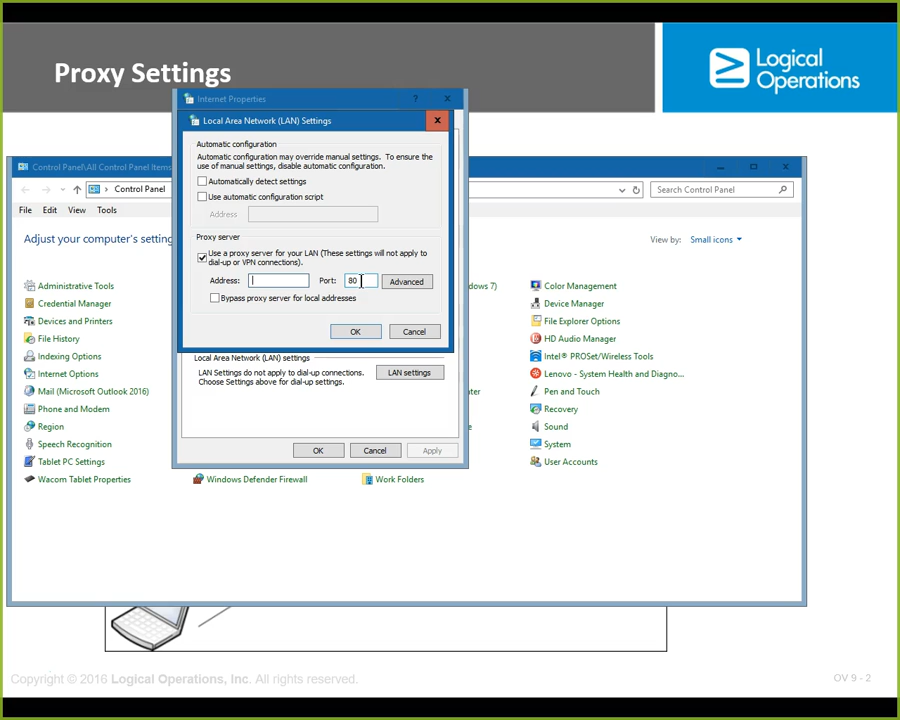 Proxy Settings
Logical
Operations
Internet Properties
?
Local Area Network (LAN) Settings
Automatic configuration
Automatic configuration may override manual settings. To ensure the
use of manual settings, disable automatic configuration.
Automatically detect settings
Use automatic configuration script
Address
Proxy server
Use a proxy server for your LAN (These settings will not apply to
dial-up or VPN connections).
Address:
Port: 80
Advanced
Bypass proxy server for local addresses
OK
Cancel
Local Area Network (LAN) settings
LAN Settings do not apply to dial-up connections.
Choose Settings above for dial-up settings.
LAN settings
OK
Cancel
Apply
Control Panel\All Control Panel Items
Control Panel
Search Control Panel
File Edit View Tools
Adjust your computer's setting
View by: Small icons
Administrative Tools
Credential Manager
Devices and Printers
File History
Indexing Options
Internet Options
Mail (Microsoft Outlook 2016)
Phone and Modem
Region
Speech Recognition
Tablet PC Settings
Wacom Tablet Properties
Windows Defender Firewall
ws 7)
ter
Work Folders
Color Management
Device Manager
File Explorer Options
HD Audio Manager
Intel® PROSet/Wireless Tools
Lenovo - System Health and Diagno...
Pen and Touch
Recovery
Sound
System
User Accounts
Copyright © 2016 Logical Operations, Inc. All rights reserved.
OV 9 - 2